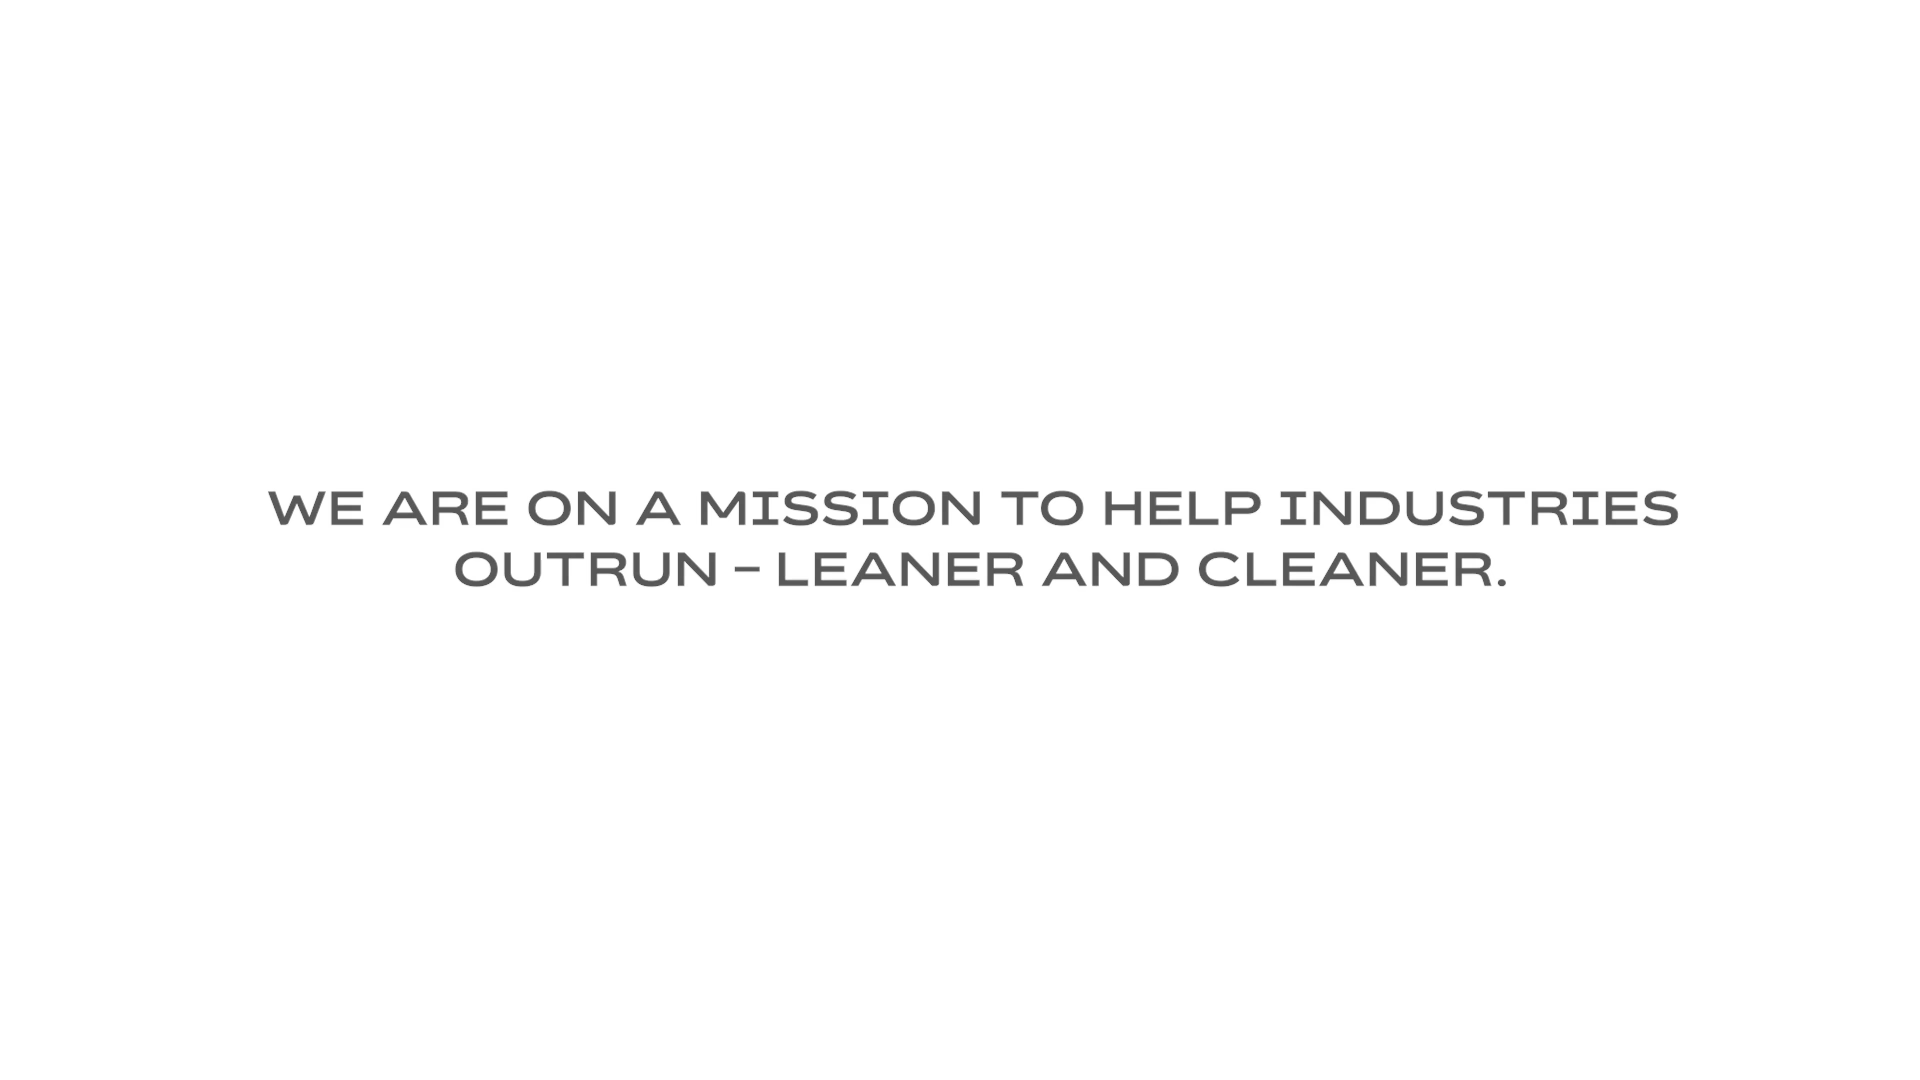 WE ARE ON A MISSION TO HELP INDUSTRIES
OUTRUN – LEANER AND CLEANER.